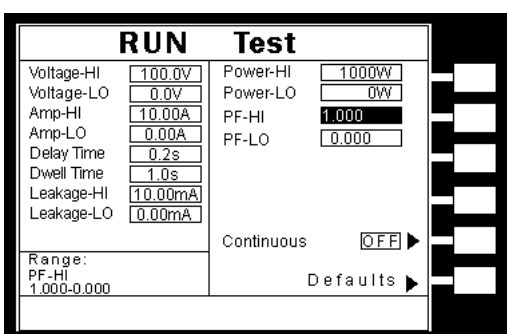 RUN Test
Voltage-HI 100.0V
Voltage-LO 0.0V
Amp-HI 10.00A
Amp-LO 0.00A
Delay Time 0.2s
Dwell Time 1.0s
Leakage-HI 10.00mA
Leakage-LO 0.00mA
Range:
PF-HI
1.000-0.000
Power-HI 1000W
Power-LO 0W
PF-HI 1.000
PF-LO 0.000
Continuous OFF
Defaults